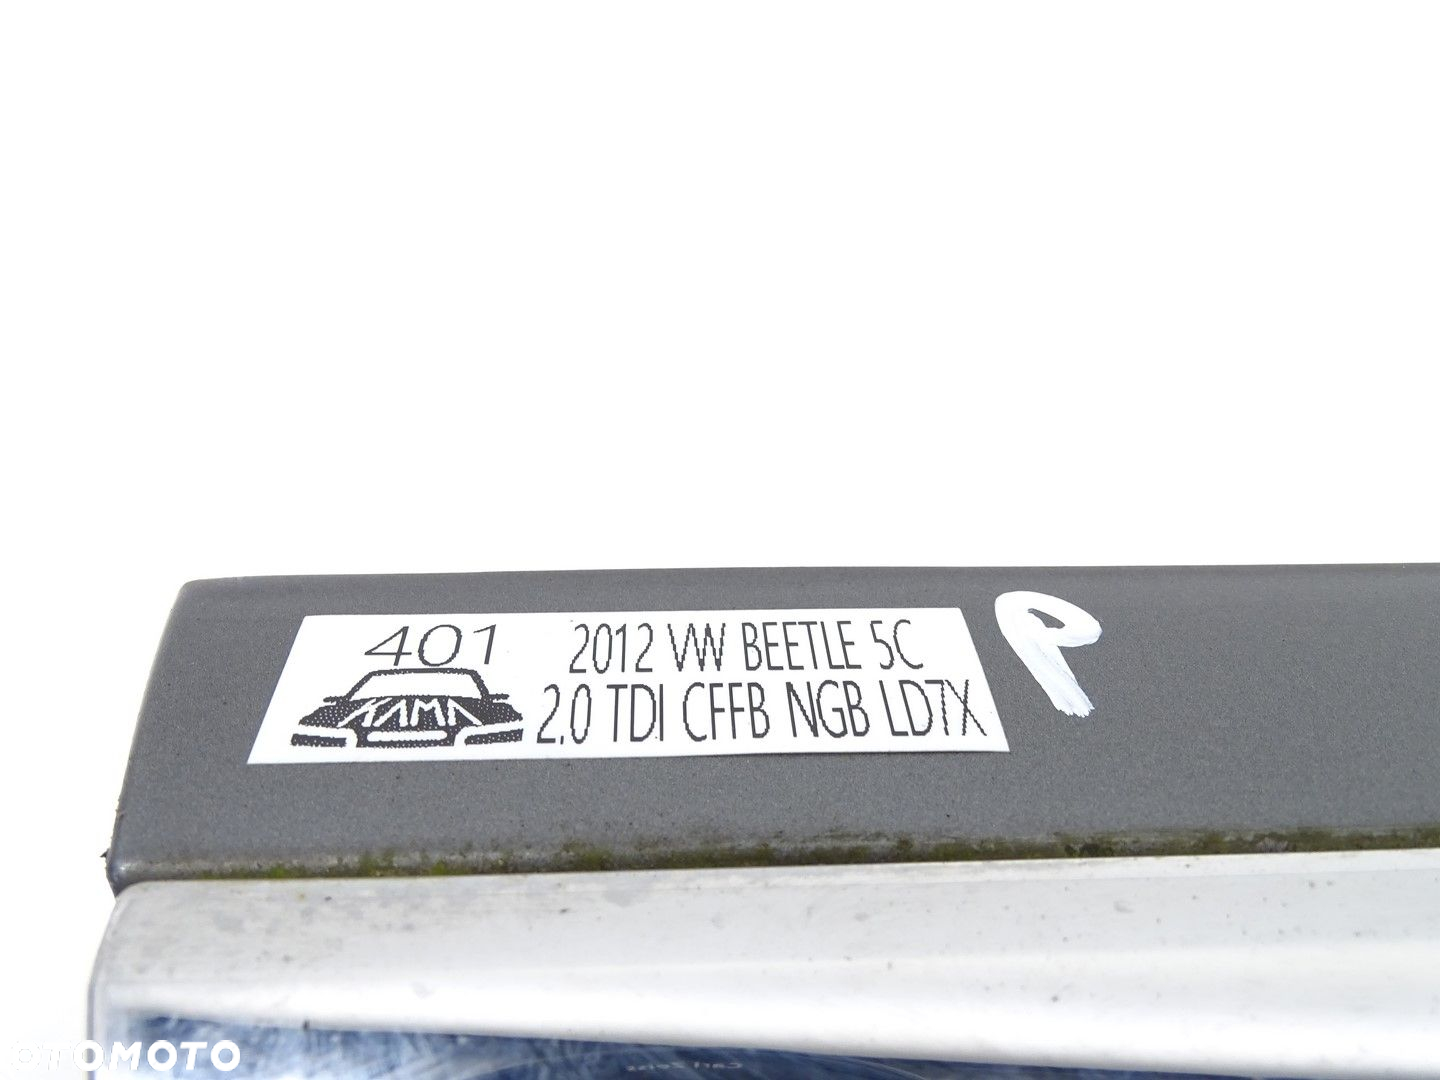 401
2012 VW BEETLE 5C
KAMA
2.0 TDI CFFB NGB LD7X
P
OTOMOTO